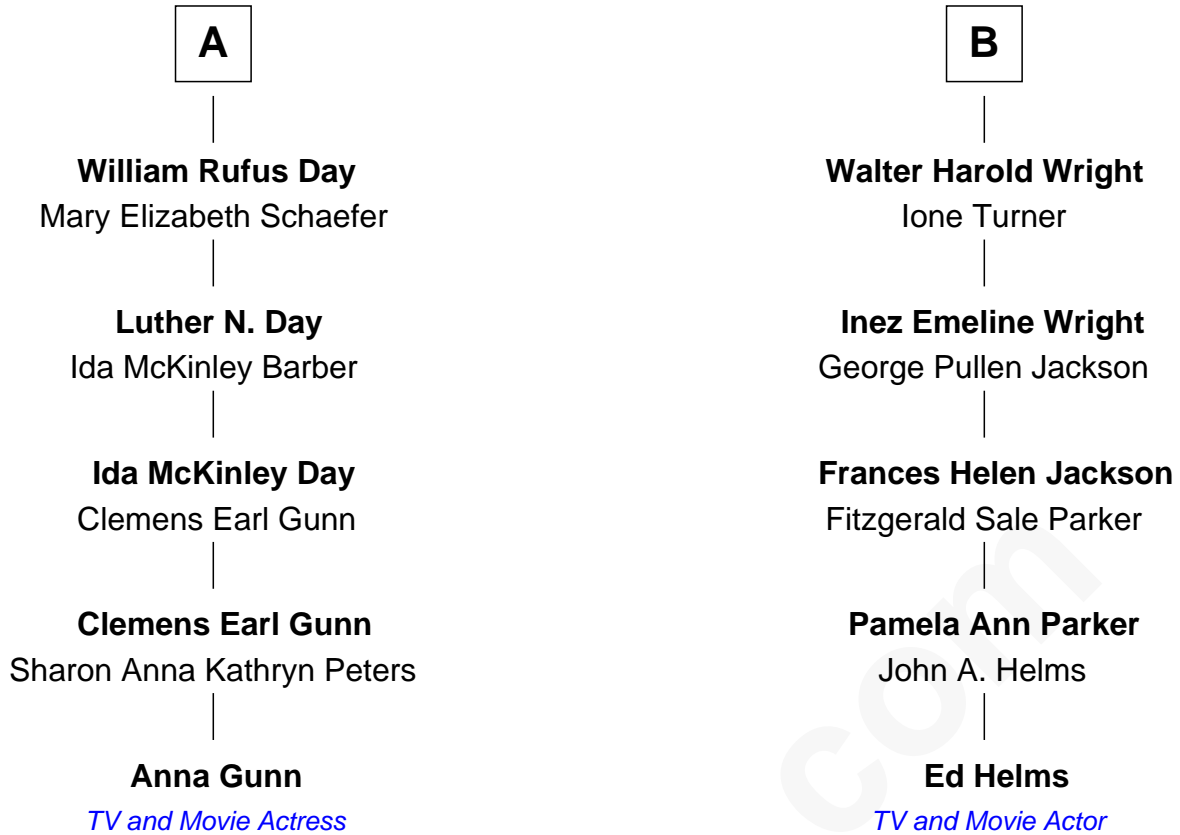 A
William Rufus Day
Mary Elizabeth Schaefer
Luther N. Day
Ida McKinley Barber
Ida McKinley Day
Clemens Earl Gunn
Clemens Earl Gunn
Sharon Anna Kathryn Peters
Anna Gunn
TV and Movie Actress
B
Walter Harold Wright
Ione Turner
Inez Emeline Wright
George Pullen Jackson
Frances Helen Jackson
Fitzgerald Sale Parker
Pamela Ann Parker
John A. Helms
Ed Helms
TV and Movie Actor
com